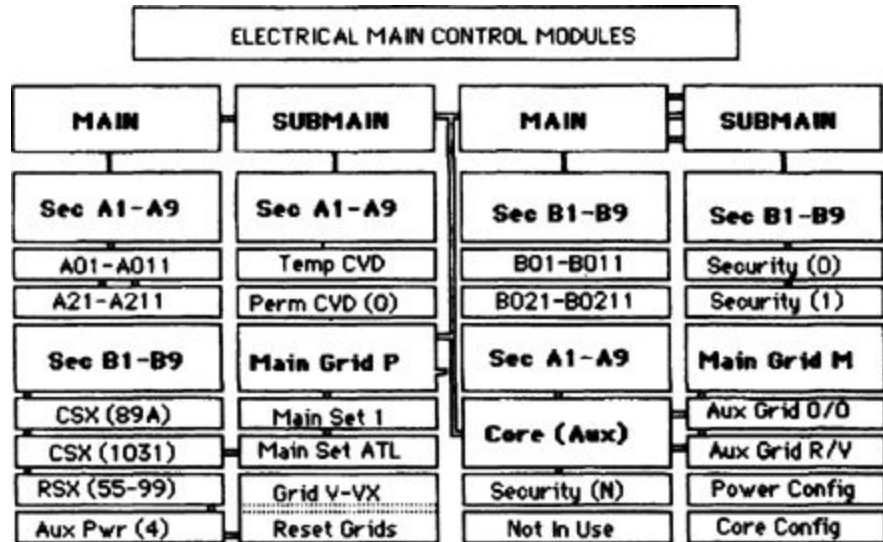 ELECTRICAL MAIN CONTROL MODULES
MAIN
SUBMAIN
MAIN
SUBMAIN
Sec A1-A9
Sec A1-A9
Sec B1-B9
Sec B1-B9
A01-A011
Temp CVD
B01-B011
Security (0)
A21-A211
Perm CVD (0)
B021-B0211
Security (1)
Sec B1-B9
Main Grid P
Sec A1-A9
Main Grid M
CSX (89A)
Main Set 1
Core (Aux)
Aux Grid 0/0
CSX (1031)
Main Set ATL
Aux Grid R/V
RSX (55-99)
Grid V-VX
Security (N)
Power Config
Aux Pwr (4)
Reset Grids
Not In Use
Core Config